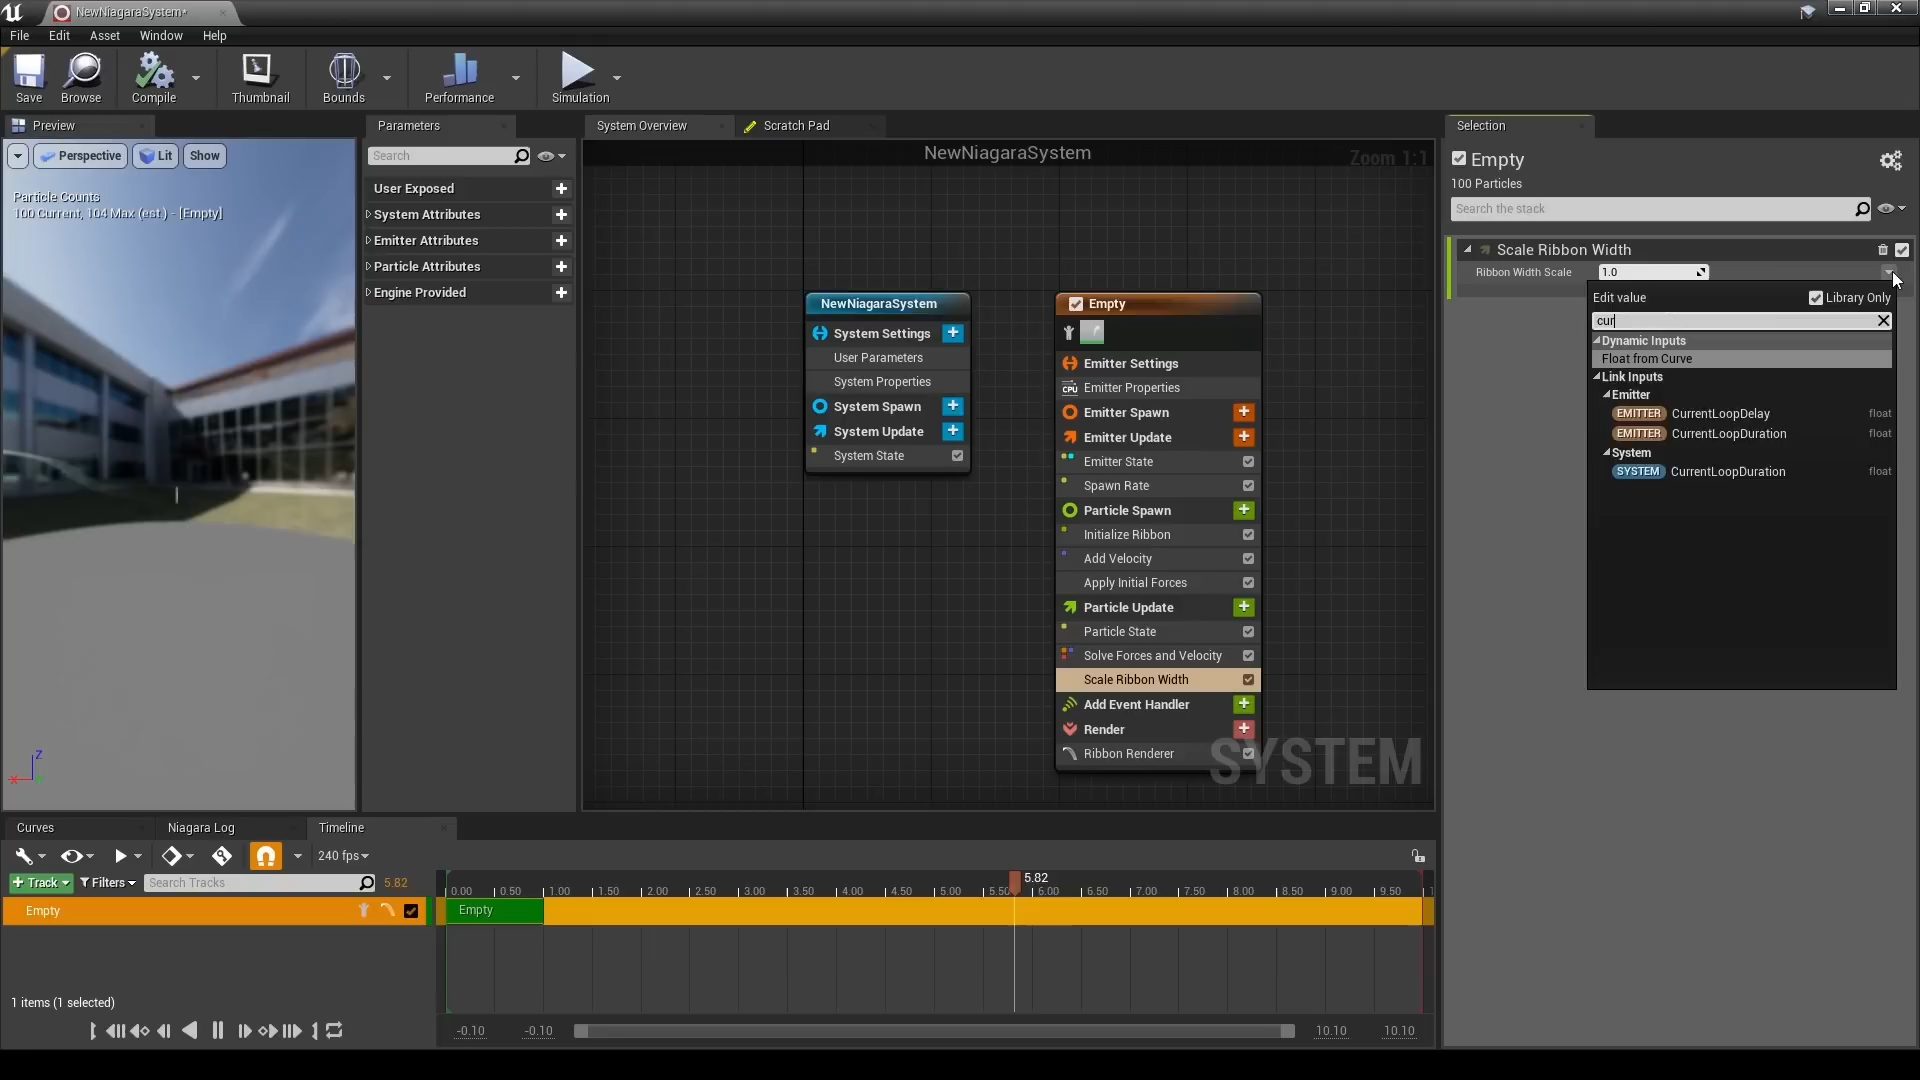 NewNiagaraSystem*
File Edit Asset Window Help
Save Browse Compile Thumbnail Bounds Performance Simulation
Preview
Perspective Lit Show
Particle Counts
100 Current, 104 Max (est.) - [Empty]
Parameters
Search
User Exposed
System Attributes
Emitter Attributes
Particle Attributes
Engine Provided
System Overview Scratch Pad
NewNiagaraSystem
Zoom 1:1
NewNiagaraSystem
System Settings
User Parameters
System Properties
System Spawn
System Update
System State
Empty
Emitter Settings
CPU Emitter Properties
Emitter Spawn
Emitter Update
Emitter State
Spawn Rate
Particle Spawn
Initialize Ribbon
Add Velocity
Apply Initial Forces
Particle Update
Particle State
Solve Forces and Velocity
Scale Ribbon Width
Add Event Handler
Render
Ribbon Renderer
SYSTEM
Selection
Empty
100 Particles
Search the stack
Scale Ribbon Width
Ribbon Width Scale 1.0
Edit value Library Only
cur
Dynamic Inputs
Float from Curve
Link Inputs
Emitter
EMITTER CurrentLoopDelay float
EMITTER CurrentLoopDuration float
System
SYSTEM CurrentLoopDuration float
Curves Niagara Log Timeline
240 fps
+ Track Filters Search Tracks 5.82
5.82
0.00 0.50 1.00 1.50 2.00 2.50 3.00 3.50 4.00 4.50 5.00 5.50 6.00 6.50 7.00 7.50 8.00 8.50 9.00 9.50 1
Empty
Empty
1 items (1 selected)
-0.10 -0.10 10.10 10.10
Z
X